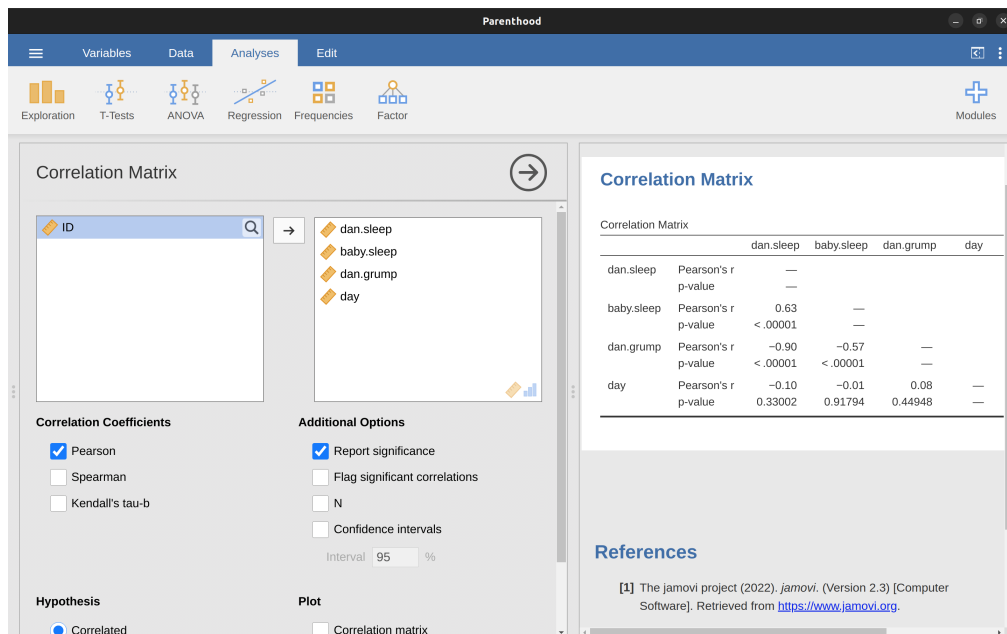 Parenthood
Variables Data Analyses Edit
Exploration T-Tests ANOVA Regression Frequencies Factor Modules
Correlation Matrix
ID
dan.sleep
baby.sleep
dan.grump
day
Correlation Coefficients
Pearson
Spearman
Kendall's tau-b
Additional Options
Report significance
Flag significant correlations
N
Confidence intervals
Interval 95 %
Hypothesis
Correlated
Plot
Correlation matrix
Correlation Matrix
Correlation Matrix
dan.sleep baby.sleep dan.grump day
dan.sleep Pearson's r —
p-value —
baby.sleep Pearson's r 0.63 —
p-value < .00001 —
dan.grump Pearson's r −0.90 −0.57 —
p-value < .00001 < .00001 —
day Pearson's r −0.10 −0.01 0.08 —
p-value 0.33002 0.91794 0.44948 —
References
[1] The jamovi project (2022). jamovi. (Version 2.3) [Computer
Software]. Retrieved from https://www.jamovi.org.